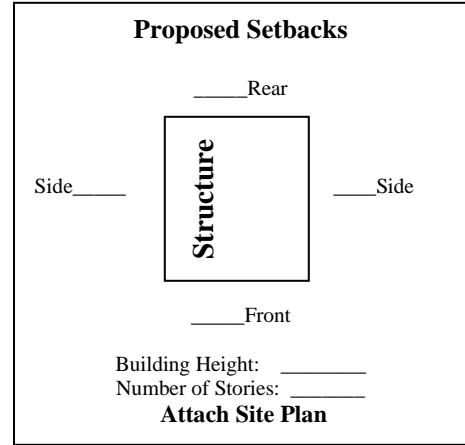 Proposed Setbacks
_____Rear
Structure
Side_____
____Side
_____Front
Building Height: ________
Number of Stories: _______
Attach Site Plan